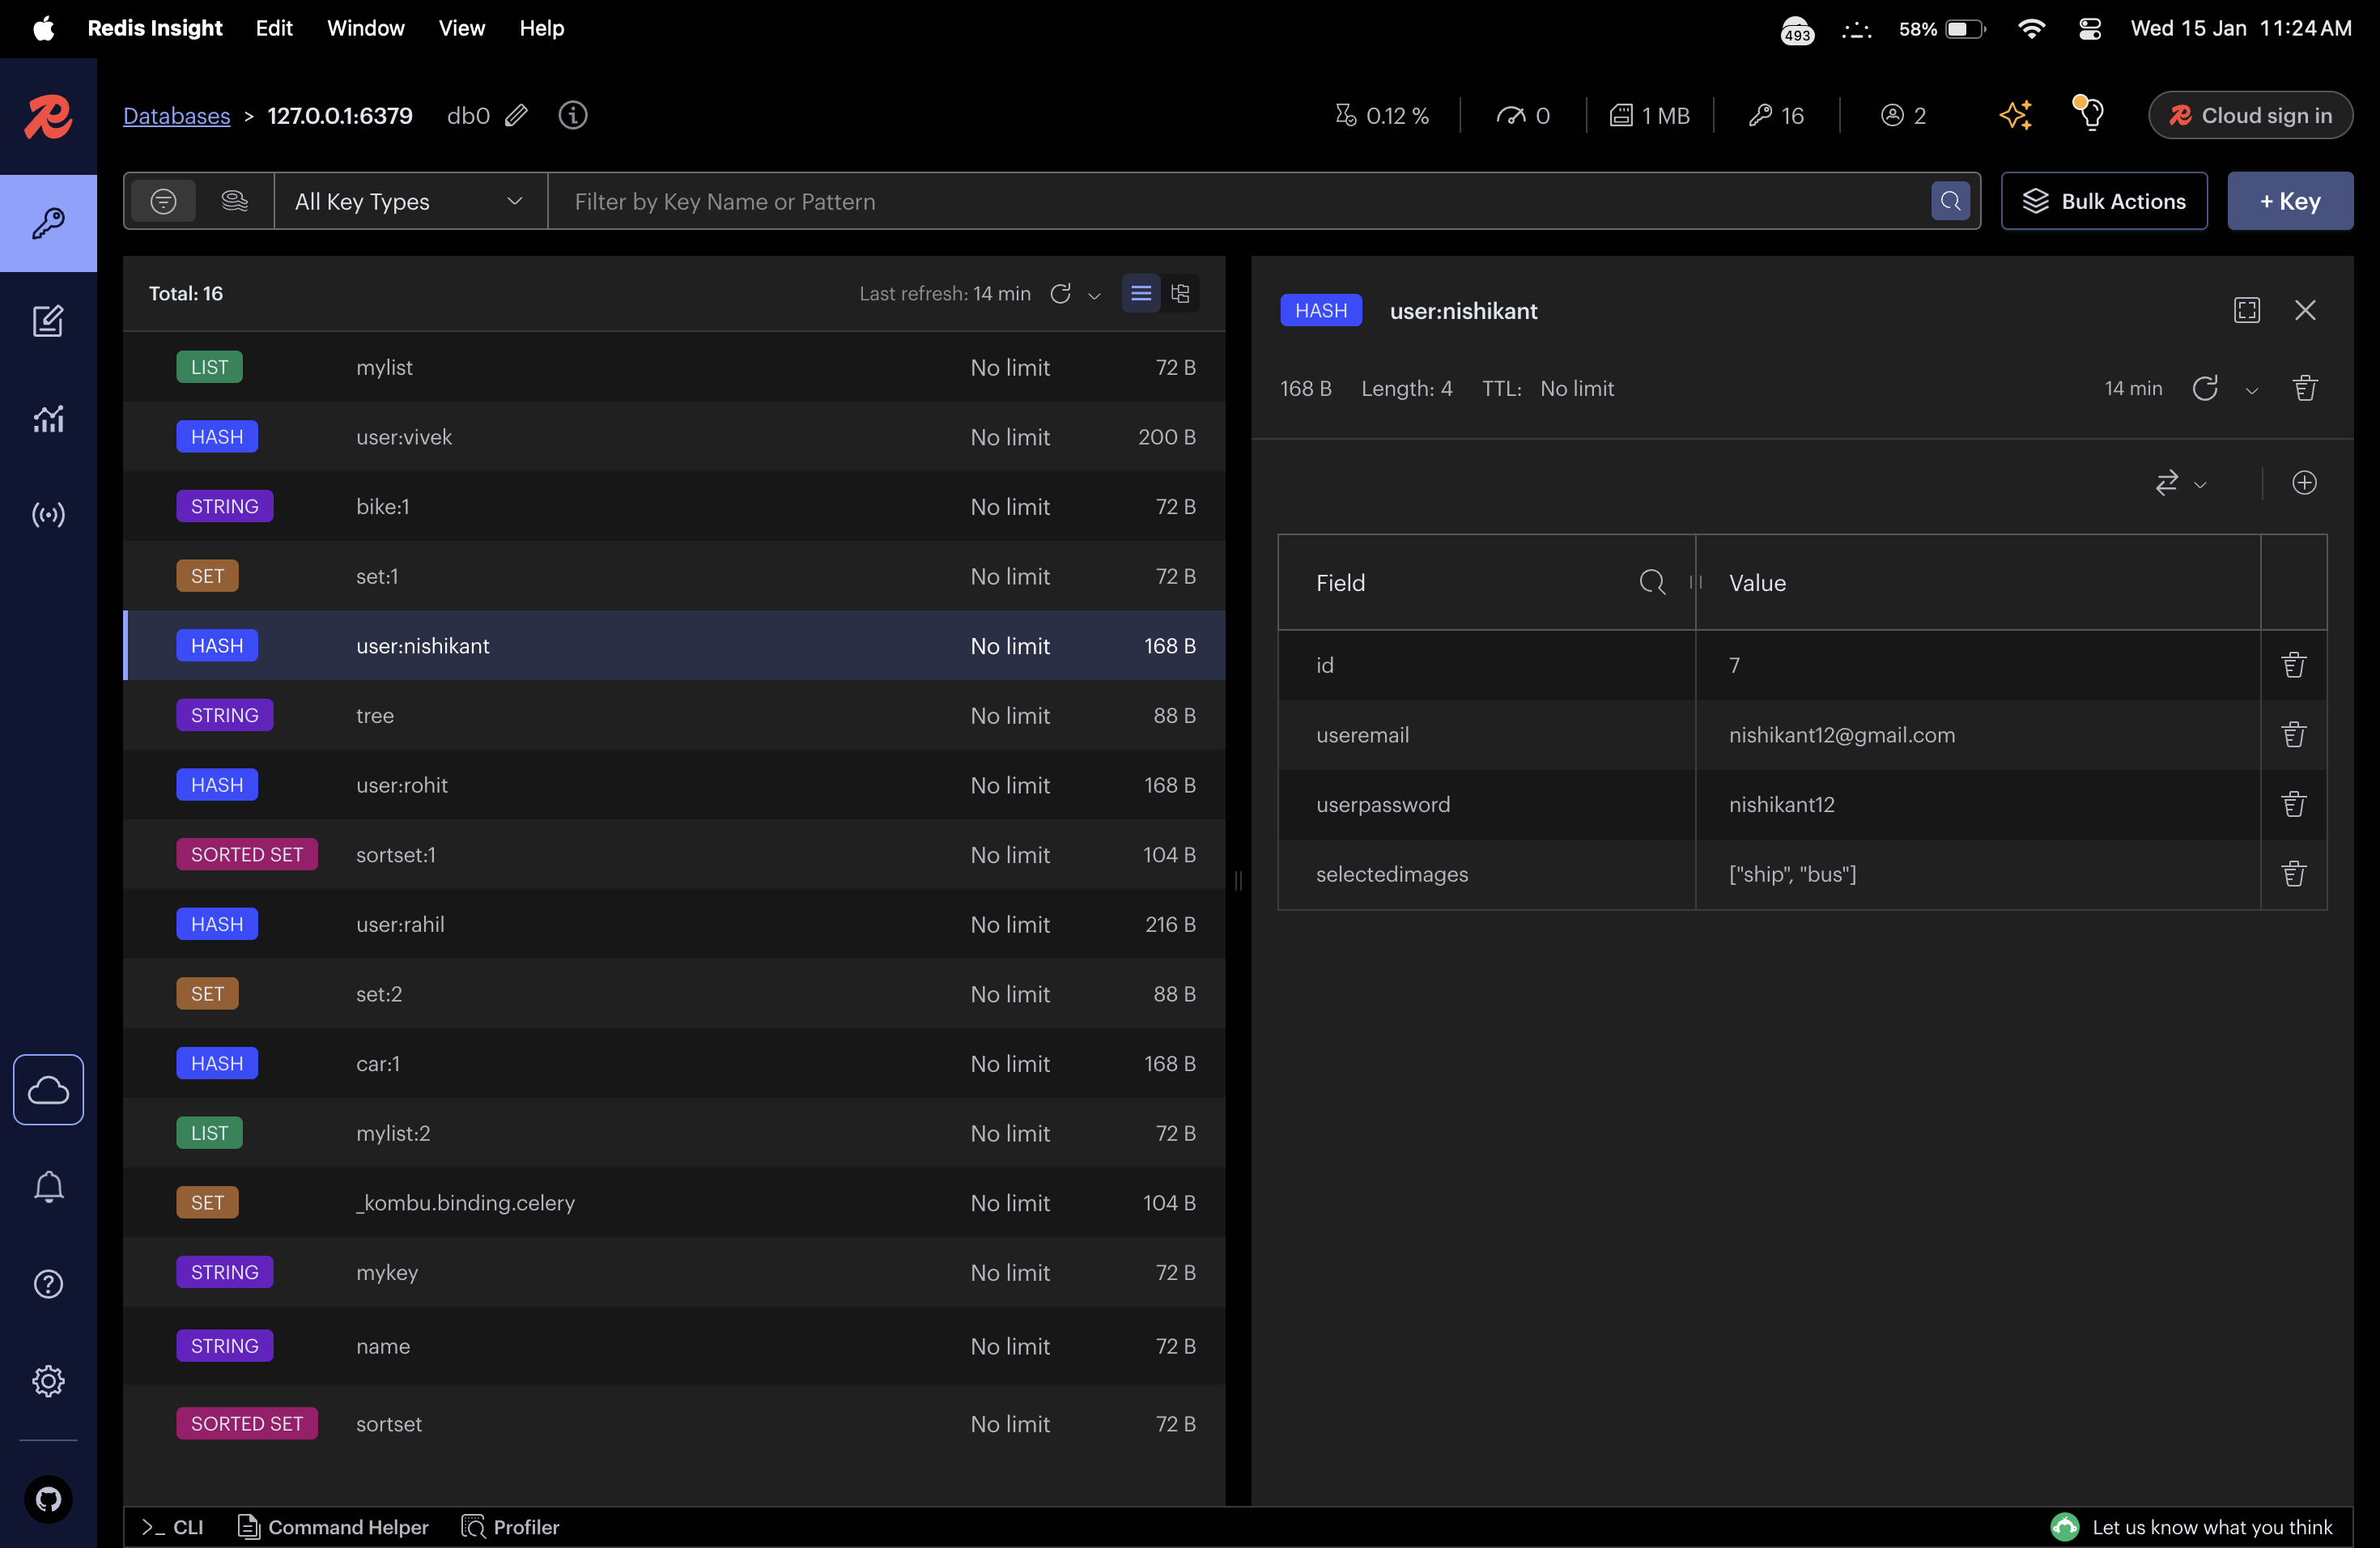 Redis Insight Edit Window View Help 493 58% Wed 15 Jan 11:24 AM
Databases > 127.0.0.1:6379 db0 0.12 % 0 1 MB 16 2 Cloud sign in
All Key Types Filter by Key Name or Pattern Bulk Actions + Key
Total: 16 Last refresh: 14 min
LIST mylist No limit 72 B
HASH user:vivek No limit 200 B
STRING bike:1 No limit 72 B
SET set:1 No limit 72 B
HASH user:nishikant No limit 168 B
STRING tree No limit 88 B
HASH user:rohit No limit 168 B
SORTED SET sortset:1 No limit 104 B
HASH user:rahil No limit 216 B
SET set:2 No limit 88 B
HASH car:1 No limit 168 B
LIST mylist:2 No limit 72 B
SET _kombu.binding.celery No limit 104 B
STRING mykey No limit 72 B
STRING name No limit 72 B
SORTED SET sortset No limit 72 B
HASH user:nishikant
168 B Length: 4 TTL: No limit 14 min
Field Value
id 7
useremail nishikant12@gmail.com
userpassword nishikant12
selectedimages ["ship", "bus"]
>_ CLI Command Helper Profiler Let us know what you think